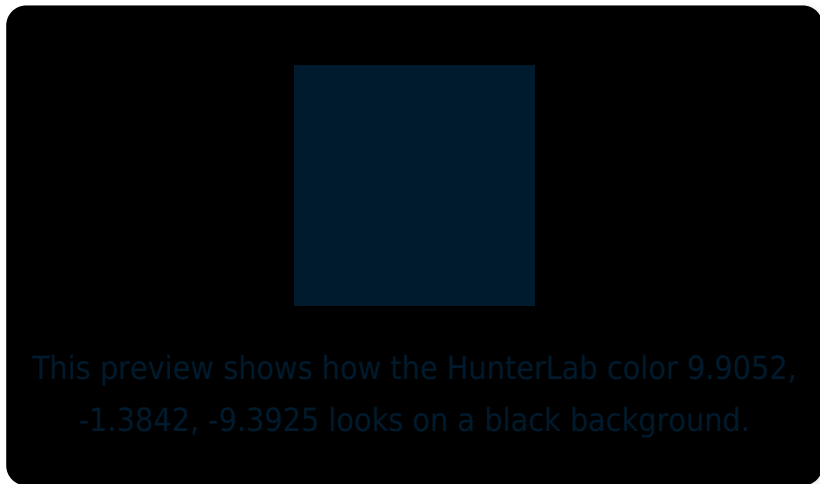 This preview shows how the HunterLab color 9.9052,
-1.3842, -9.3925 looks on a black background.